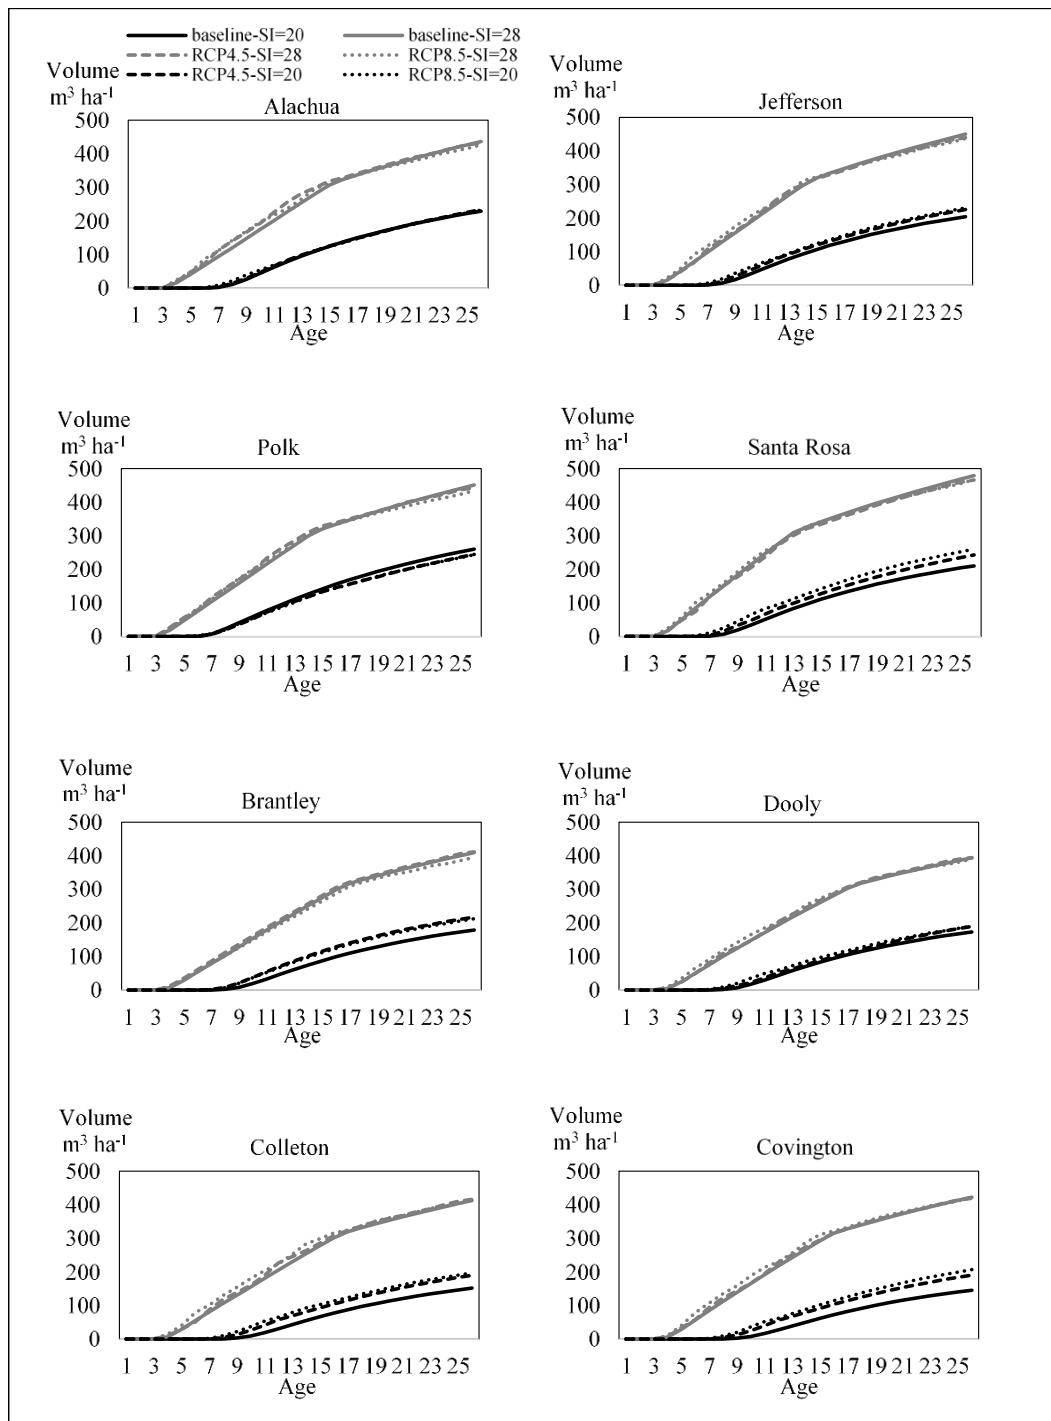 baseline-SI=20 baseline-SI=28
RCP4.5-SI=28 RCP8.5-SI=28
RCP4.5-SI=20 RCP8.5-SI=20
Volume
m³ ha⁻¹
Alachua
500
400
300
200
100
0
1 3 5 7 9 11 13 15 17 19 21 23 25
Age
Volume
m³ ha⁻¹
Jefferson
500
400
300
200
100
0
1 3 5 7 9 11 13 15 17 19 21 23 25
Age
Volume
m³ ha⁻¹
Polk
500
400
300
200
100
0
1 3 5 7 9 11 13 15 17 19 21 23 25
Age
Volume
m³ ha⁻¹
Santa Rosa
500
400
300
200
100
0
1 3 5 7 9 11 13 15 17 19 21 23 25
Age
Volume
m³ ha⁻¹
Brantley
500
400
300
200
100
0
1 3 5 7 9 11 13 15 17 19 21 23 25
Age
Volume
m³ ha⁻¹
Dooly
500
400
300
200
100
0
1 3 5 7 9 11 13 15 17 19 21 23 25
Age
Volume
m³ ha⁻¹
Colleton
500
400
300
200
100
0
1 3 5 7 9 11 13 15 17 19 21 23 25
Age
Volume
m³ ha⁻¹
Covington
500
400
300
200
100
0
1 3 5 7 9 11 13 15 17 19 21 23 25
Age